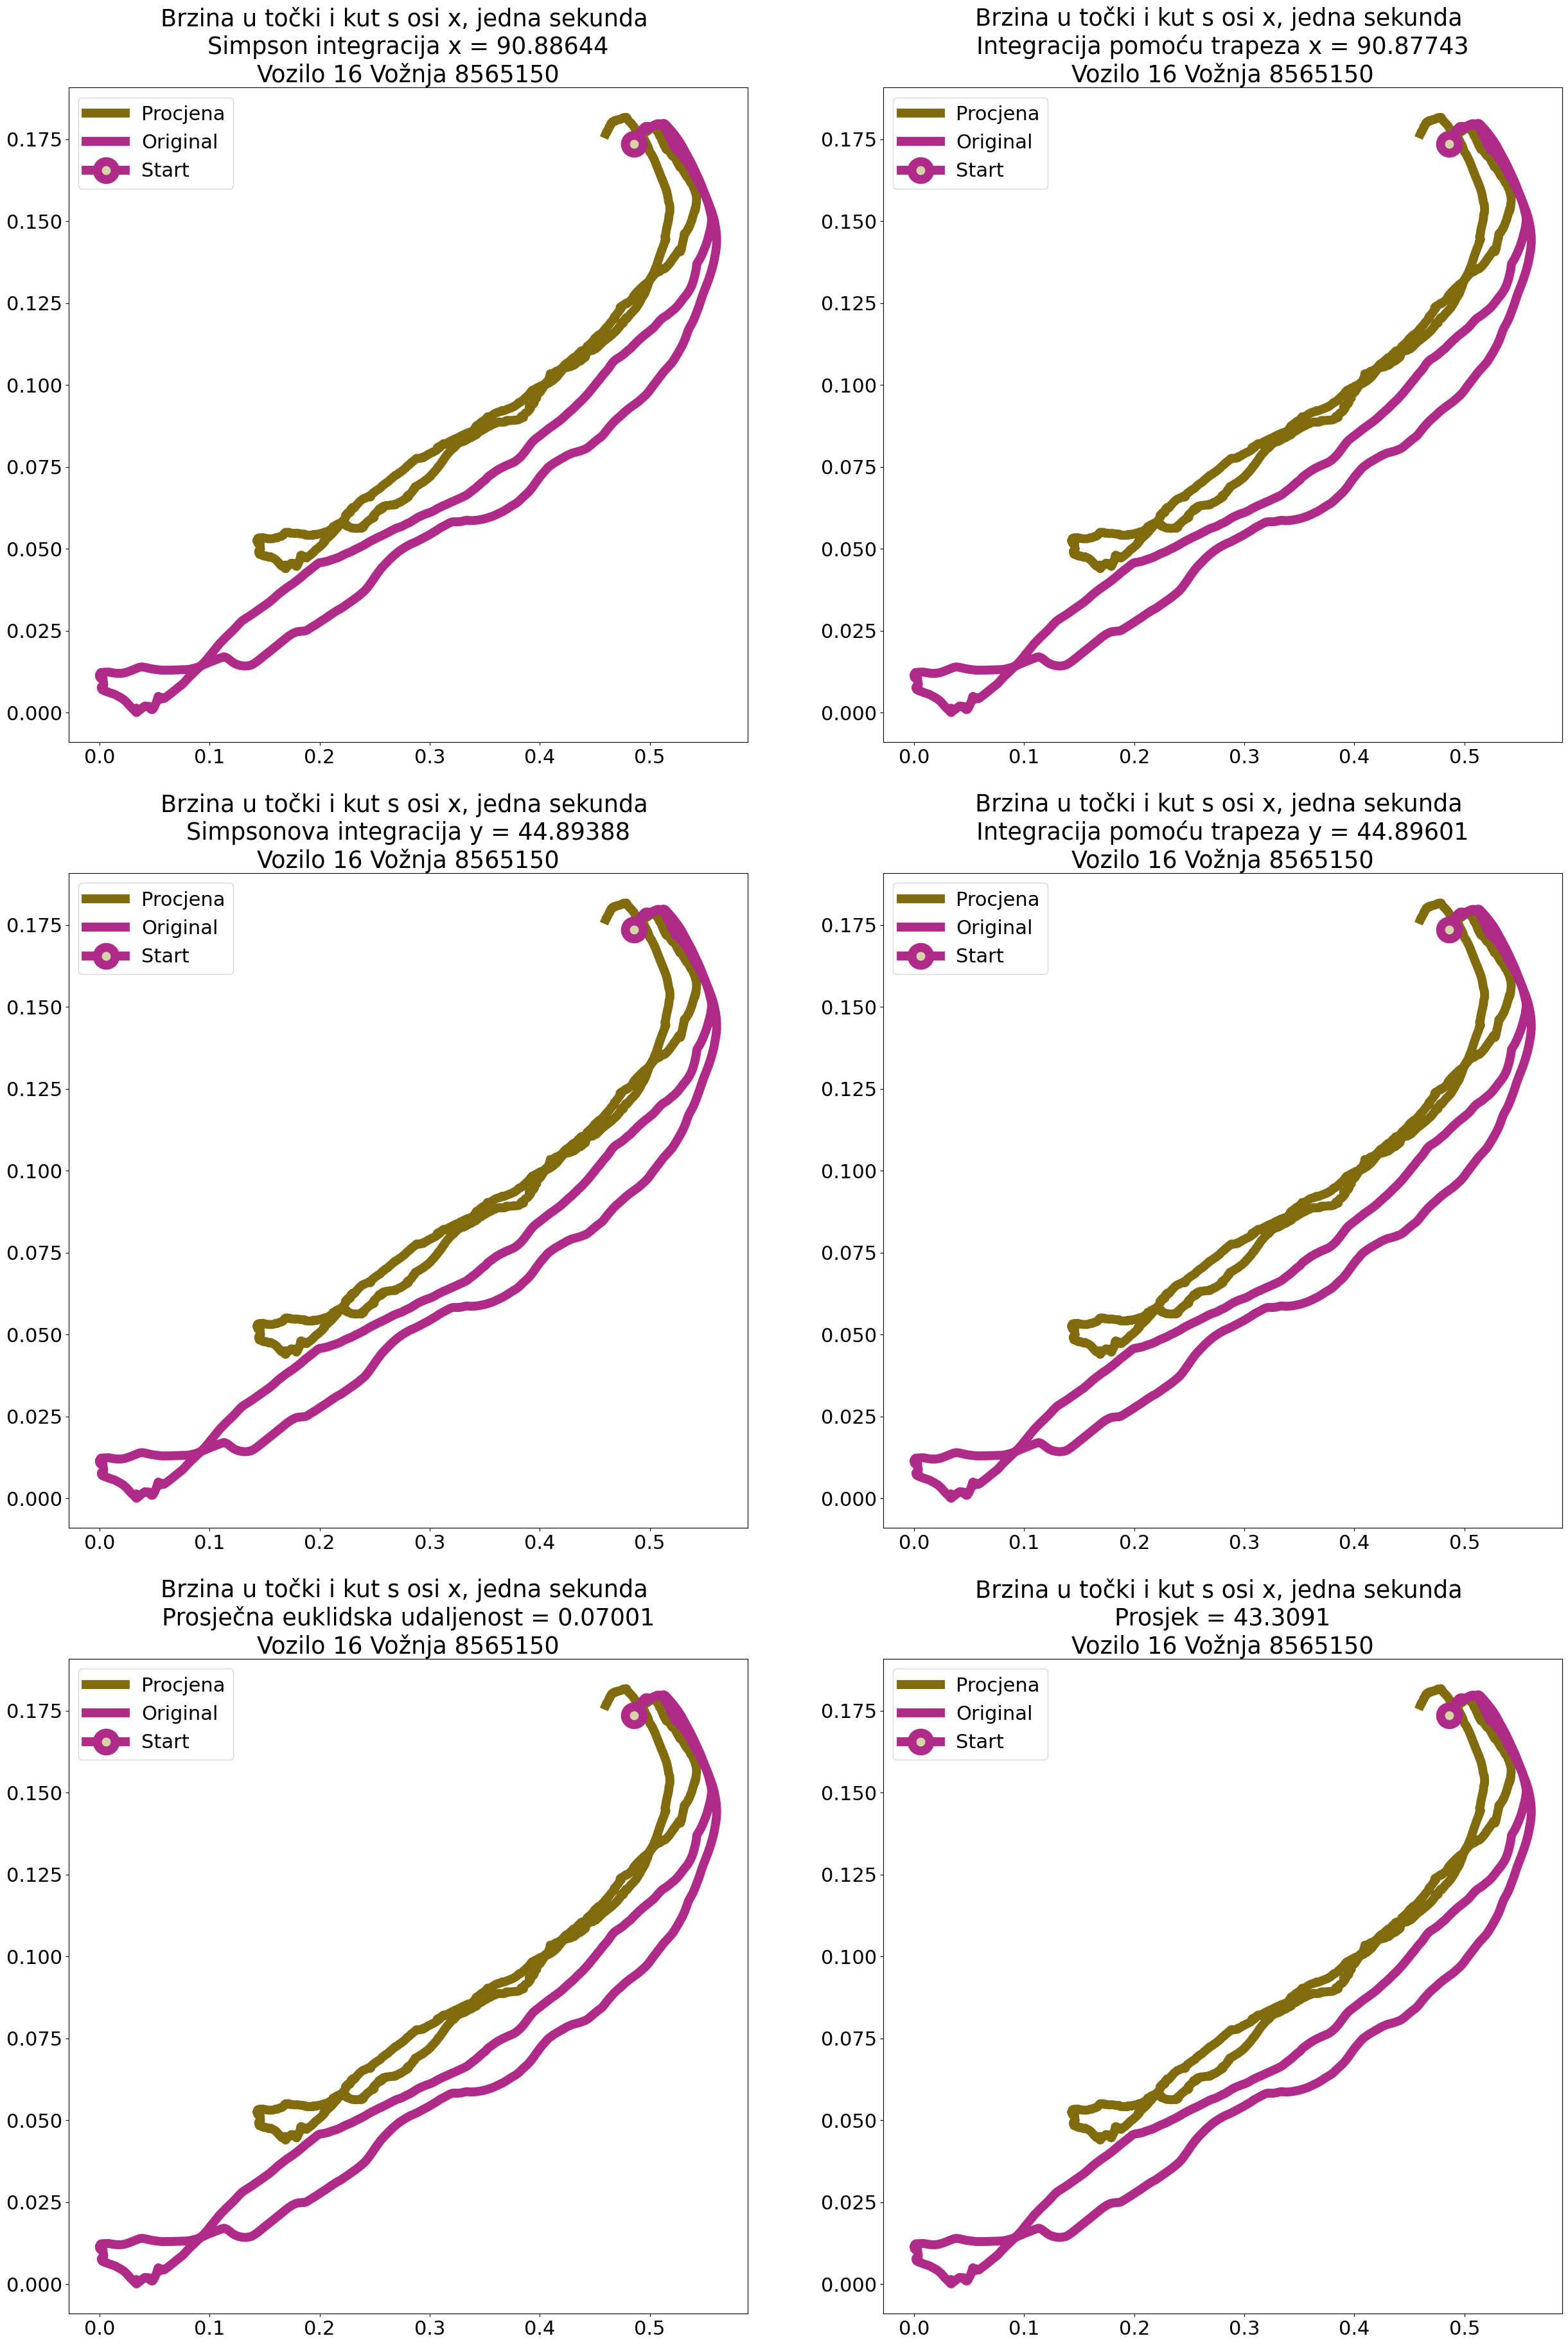 Brzina u točki i kut s osi x, jedna sekunda
Simpson integracija x = 90.88644
Vozilo 16 Vožnja 8565150
Procjena
Original
Start
0.175
0.150
0.125
0.100
0.075
0.050
0.025
0.000
0.0 0.1 0.2 0.3 0.4 0.5
Brzina u točki i kut s osi x, jedna sekunda
Integracija pomoću trapeza x = 90.87743
Vozilo 16 Vožnja 8565150
Procjena
Original
Start
0.175
0.150
0.125
0.100
0.075
0.050
0.025
0.000
0.0 0.1 0.2 0.3 0.4 0.5
Brzina u točki i kut s osi x, jedna sekunda
Simpsonova integracija y = 44.89388
Vozilo 16 Vožnja 8565150
Procjena
Original
Start
0.175
0.150
0.125
0.100
0.075
0.050
0.025
0.000
0.0 0.1 0.2 0.3 0.4 0.5
Brzina u točki i kut s osi x, jedna sekunda
Integracija pomoću trapeza y = 44.89601
Vozilo 16 Vožnja 8565150
Procjena
Original
Start
0.175
0.150
0.125
0.100
0.075
0.050
0.025
0.000
0.0 0.1 0.2 0.3 0.4 0.5
Brzina u točki i kut s osi x, jedna sekunda
Prosječna euklidska udaljenost = 0.07001
Vozilo 16 Vožnja 8565150
Procjena
Original
Start
0.175
0.150
0.125
0.100
0.075
0.050
0.025
0.000
0.0 0.1 0.2 0.3 0.4 0.5
Brzina u točki i kut s osi x, jedna sekunda
Prosjek = 43.3091
Vozilo 16 Vožnja 8565150
Procjena
Original
Start
0.175
0.150
0.125
0.100
0.075
0.050
0.025
0.000
0.0 0.1 0.2 0.3 0.4 0.5